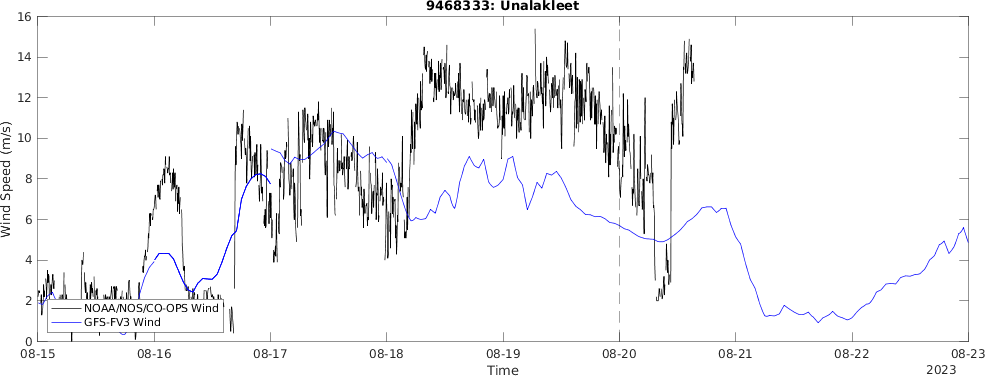 9468333: Unalakleet
Wind Speed (m/s)
16
14
12
10
8
6
4
2
0
NOAA/NOS/CO-OPS Wind
GFS-FV3 Wind
08-15 08-16 08-17 08-18 08-19 08-20 08-21 08-22 08-23
Time
2023